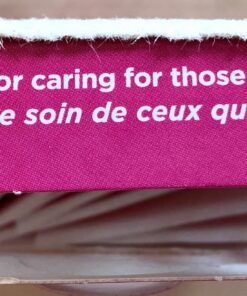 or caring for those
e soin de ceux qu